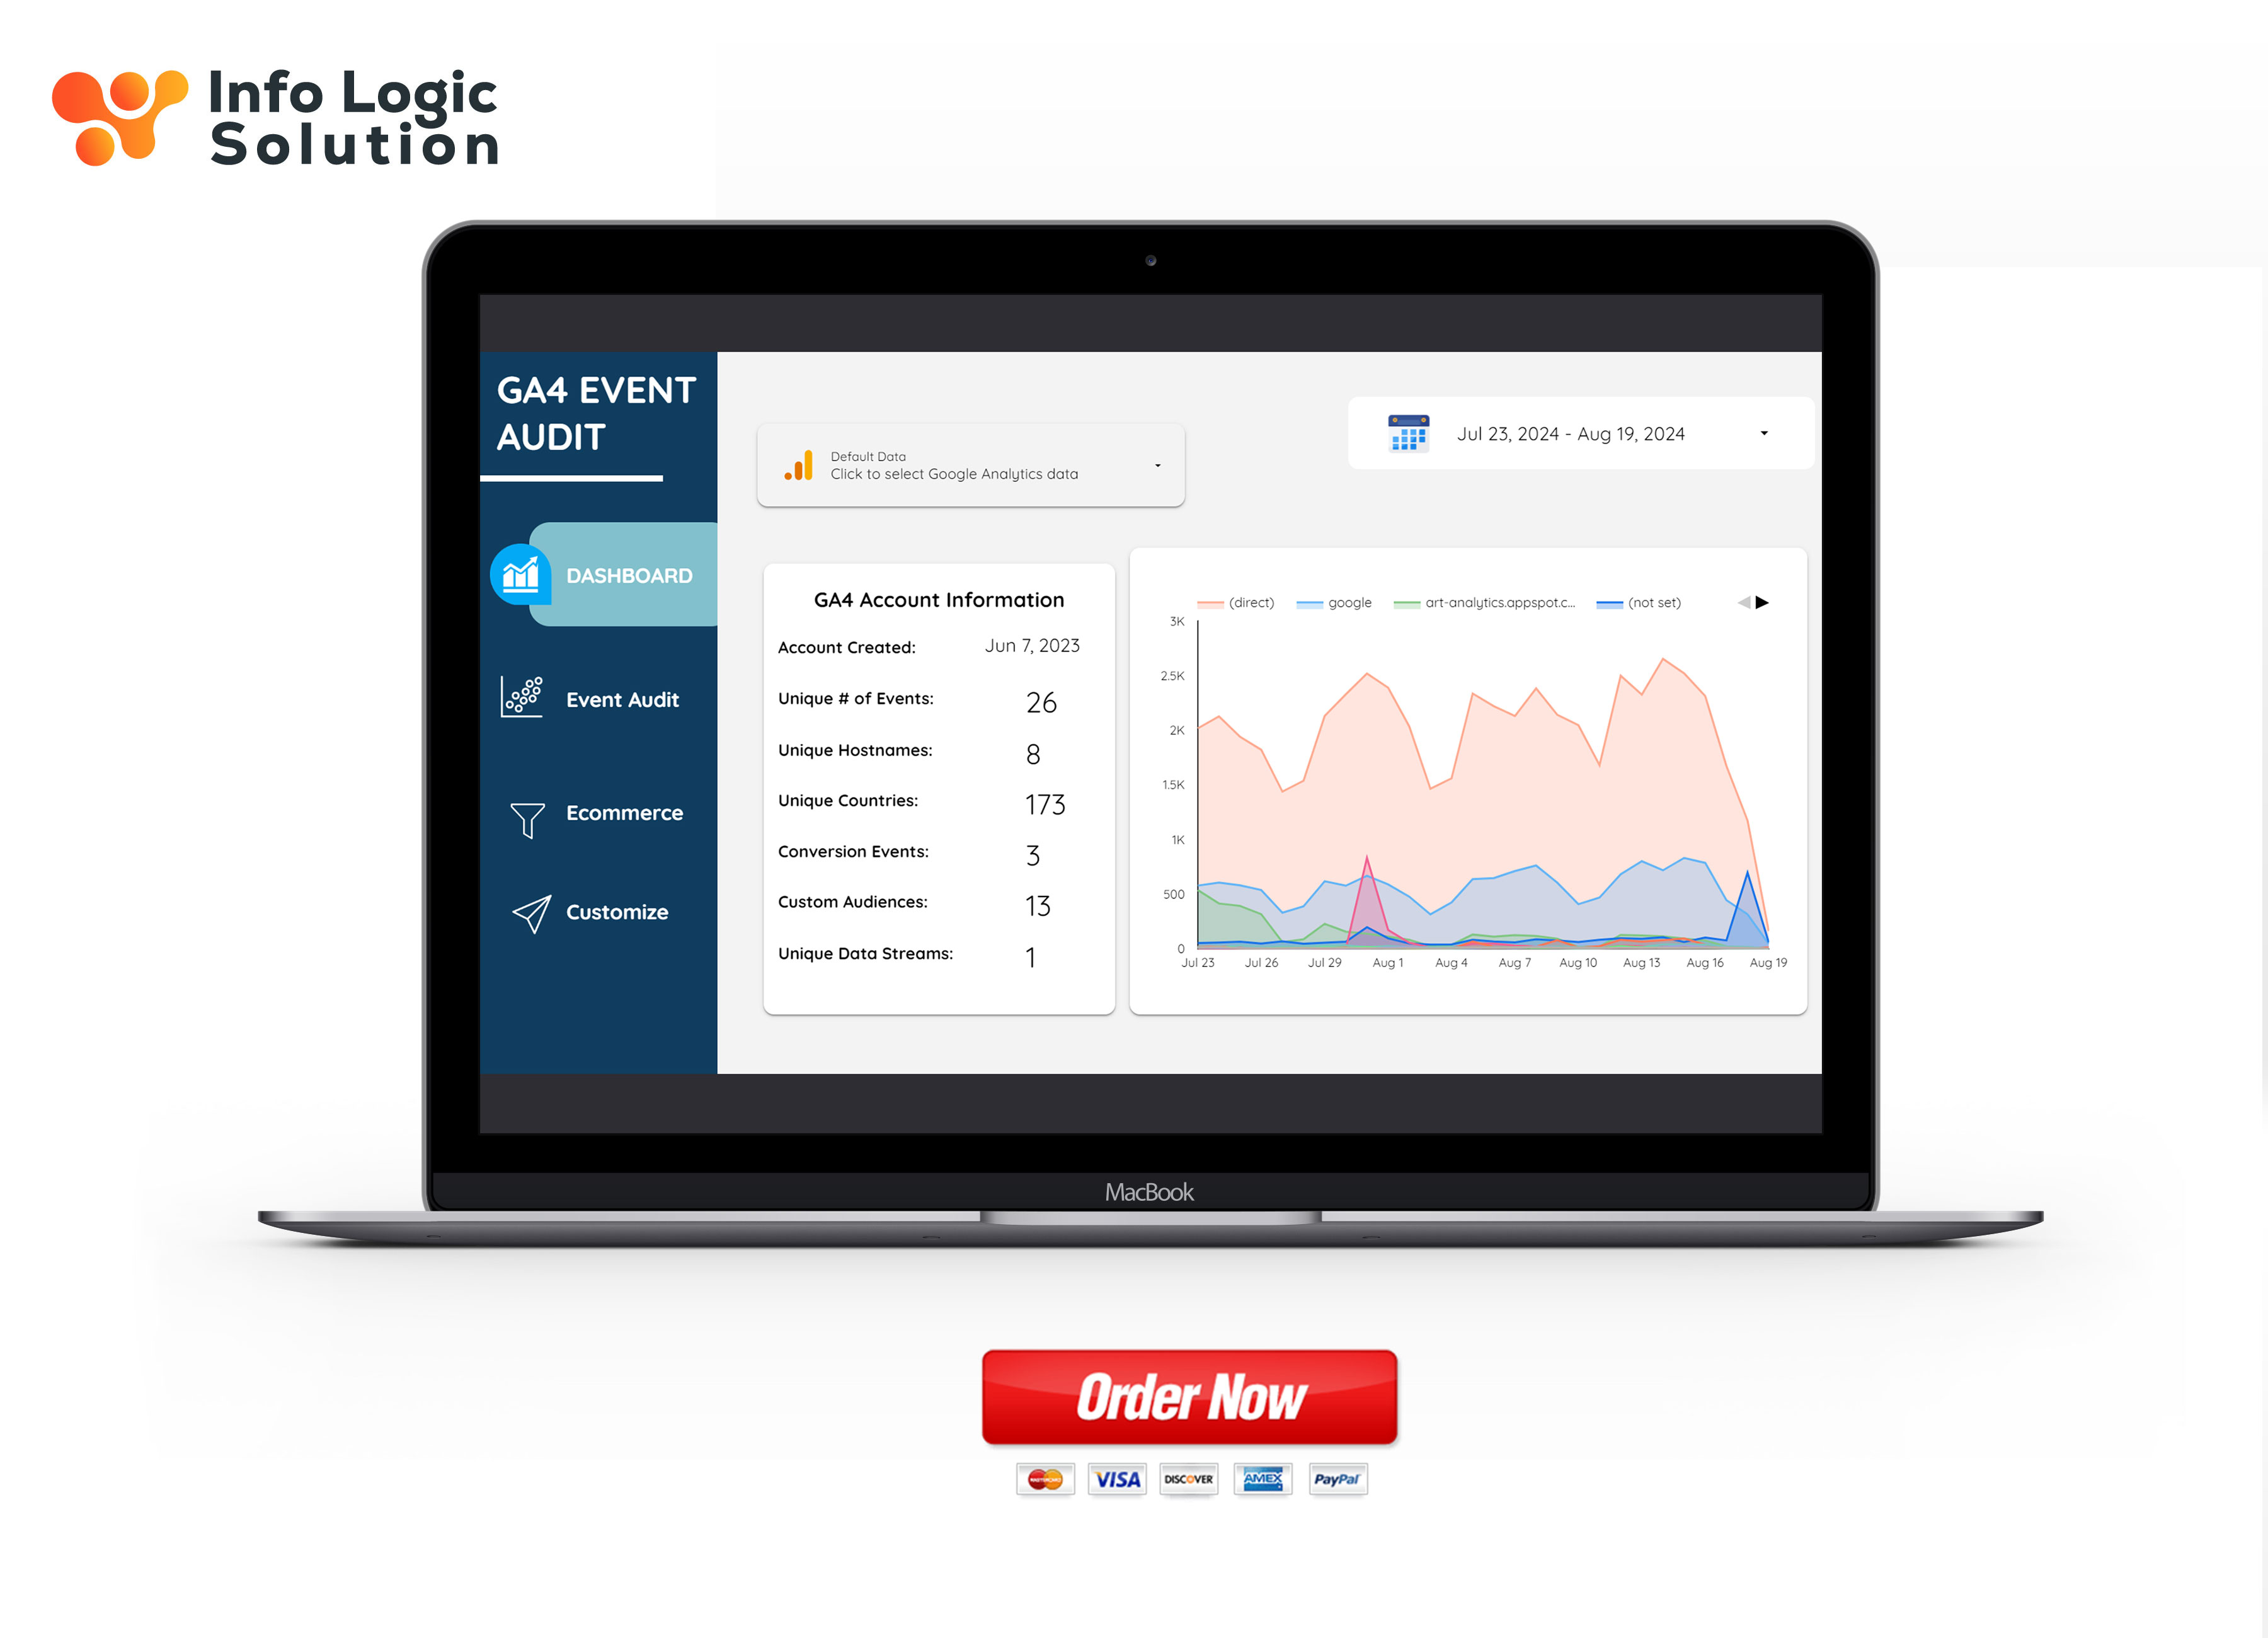 Info Logic
Solution
GA4 EVENT
AUDIT
DASHBOARD
Event Audit
Ecommerce
Customize
Default Data
Click to select Google Analytics data
Jul 23, 2024 - Aug 19, 2024
GA4 Account Information
Account Created: Jun 7, 2023
Unique # of Events: 26
Unique Hostnames: 8
Unique Countries: 173
Conversion Events: 3
Custom Audiences: 13
Unique Data Streams: 1
(direct) google art-analytics.appspot.c... (not set)
3K
2.5K
2K
1.5K
1K
500
0
Jul 23 Jul 26 Jul 29 Aug 1 Aug 4 Aug 7 Aug 10 Aug 13 Aug 16 Aug 19
MacBook
Order Now
MasterCard VISA DISCOVER AMEX PayPal